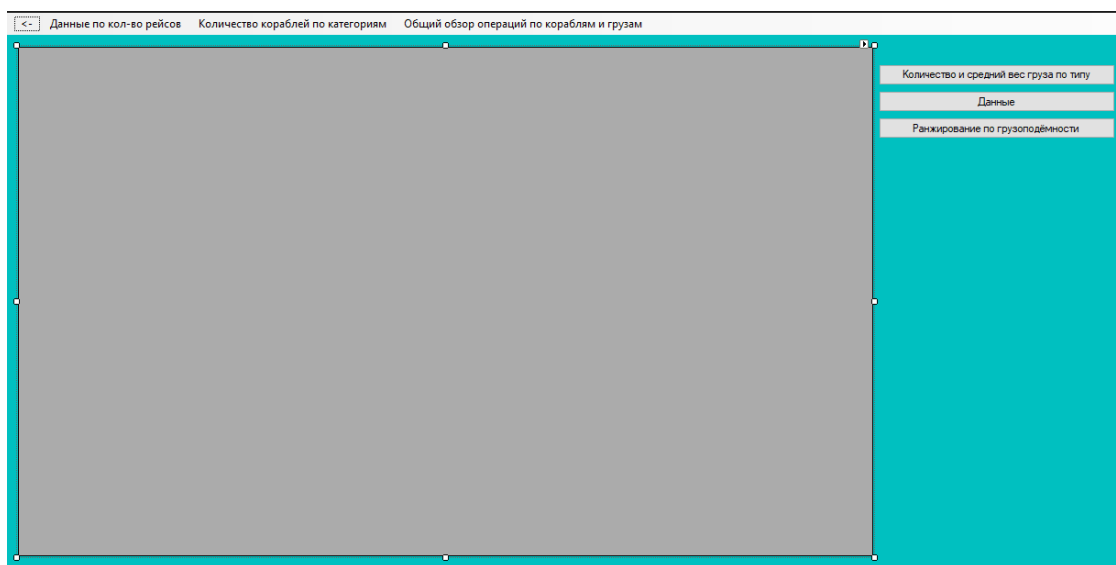 <- Данные по кол-во рейсов Количество кораблей по категориям Общий обзор операций по кораблям и грузам
Количество и средний вес груза по типу
Данные
Ранжирование по грузоподъёмности